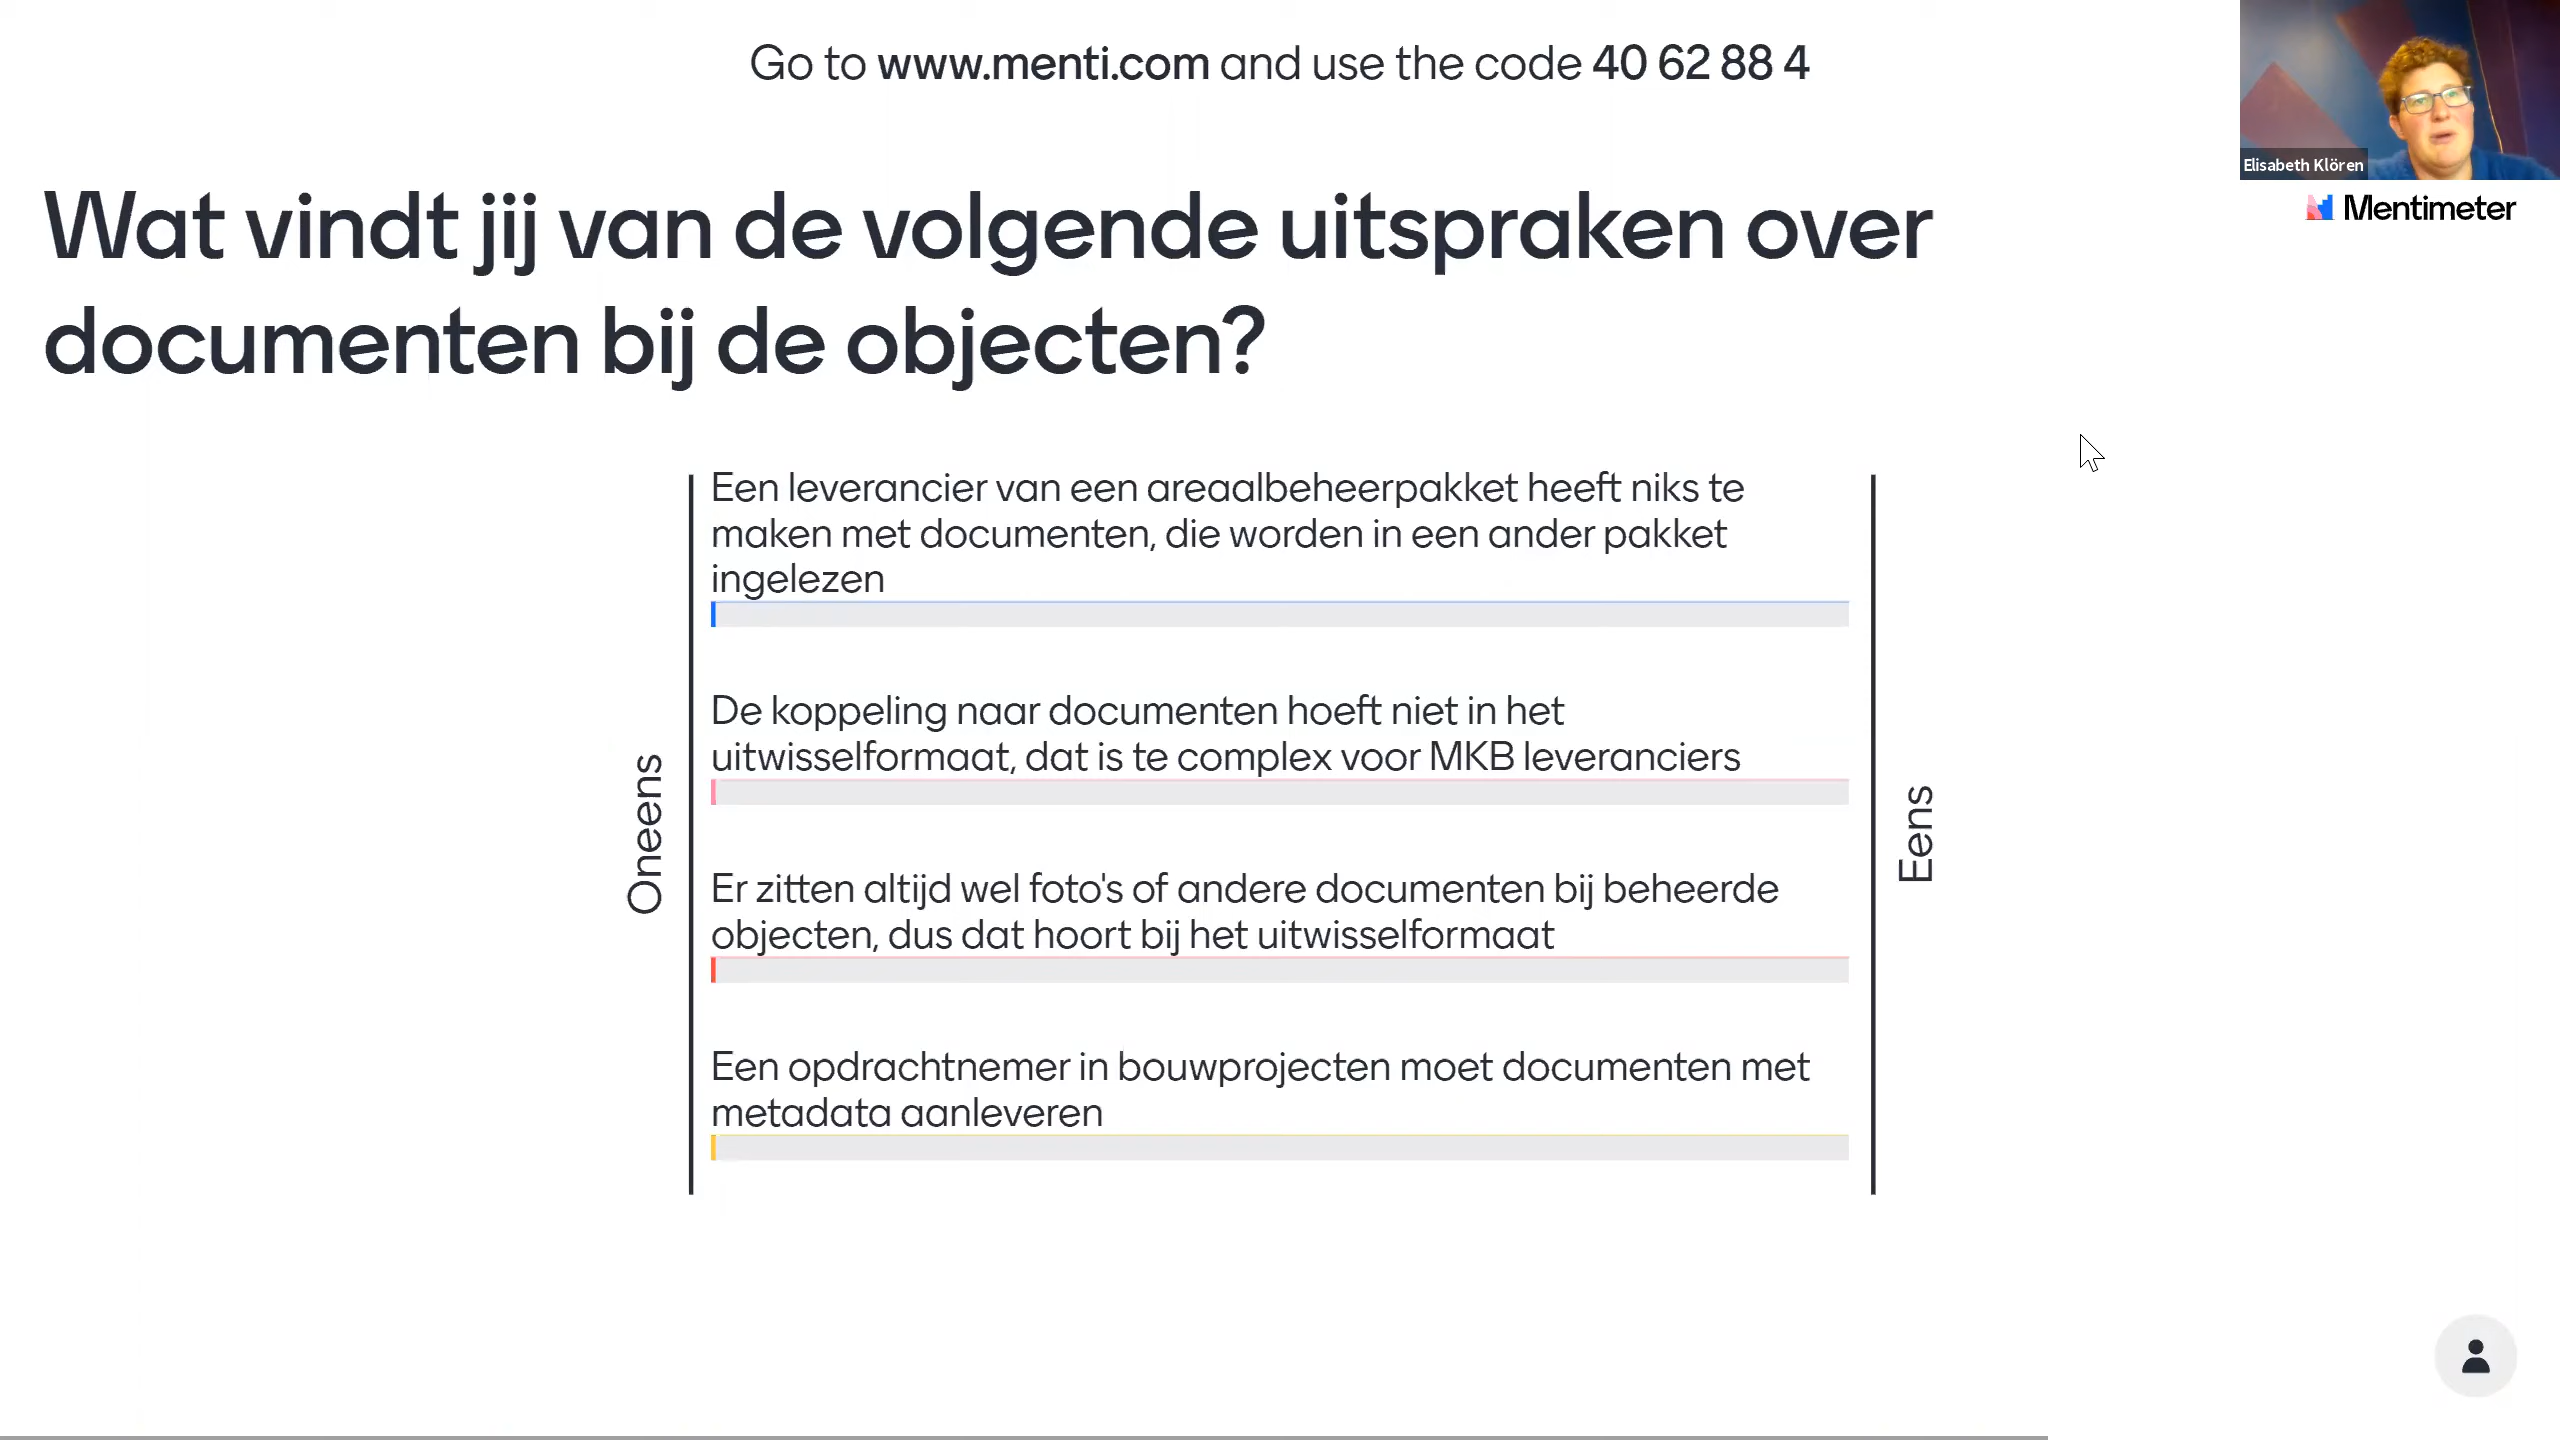 Go to www.menti.com and use the code 40 62 88 4
Elisabeth Klören
Mentimeter
Wat vindt jij van de volgende uitspraken over
documenten bij de objecten?
Een leverancier van een areaalbeheerpakket heeft niks te
maken met documenten, die worden in een ander pakket
ingelezen
De koppeling naar documenten hoeft niet in het
uitwisselformaat, dat is te complex voor MKB leveranciers
Oneens
Eens
Er zitten altijd wel foto's of andere documenten bij beheerde
objecten, dus dat hoort bij het uitwisselformaat
Een opdrachtnemer in bouwprojecten moet documenten met
metadata aanleveren